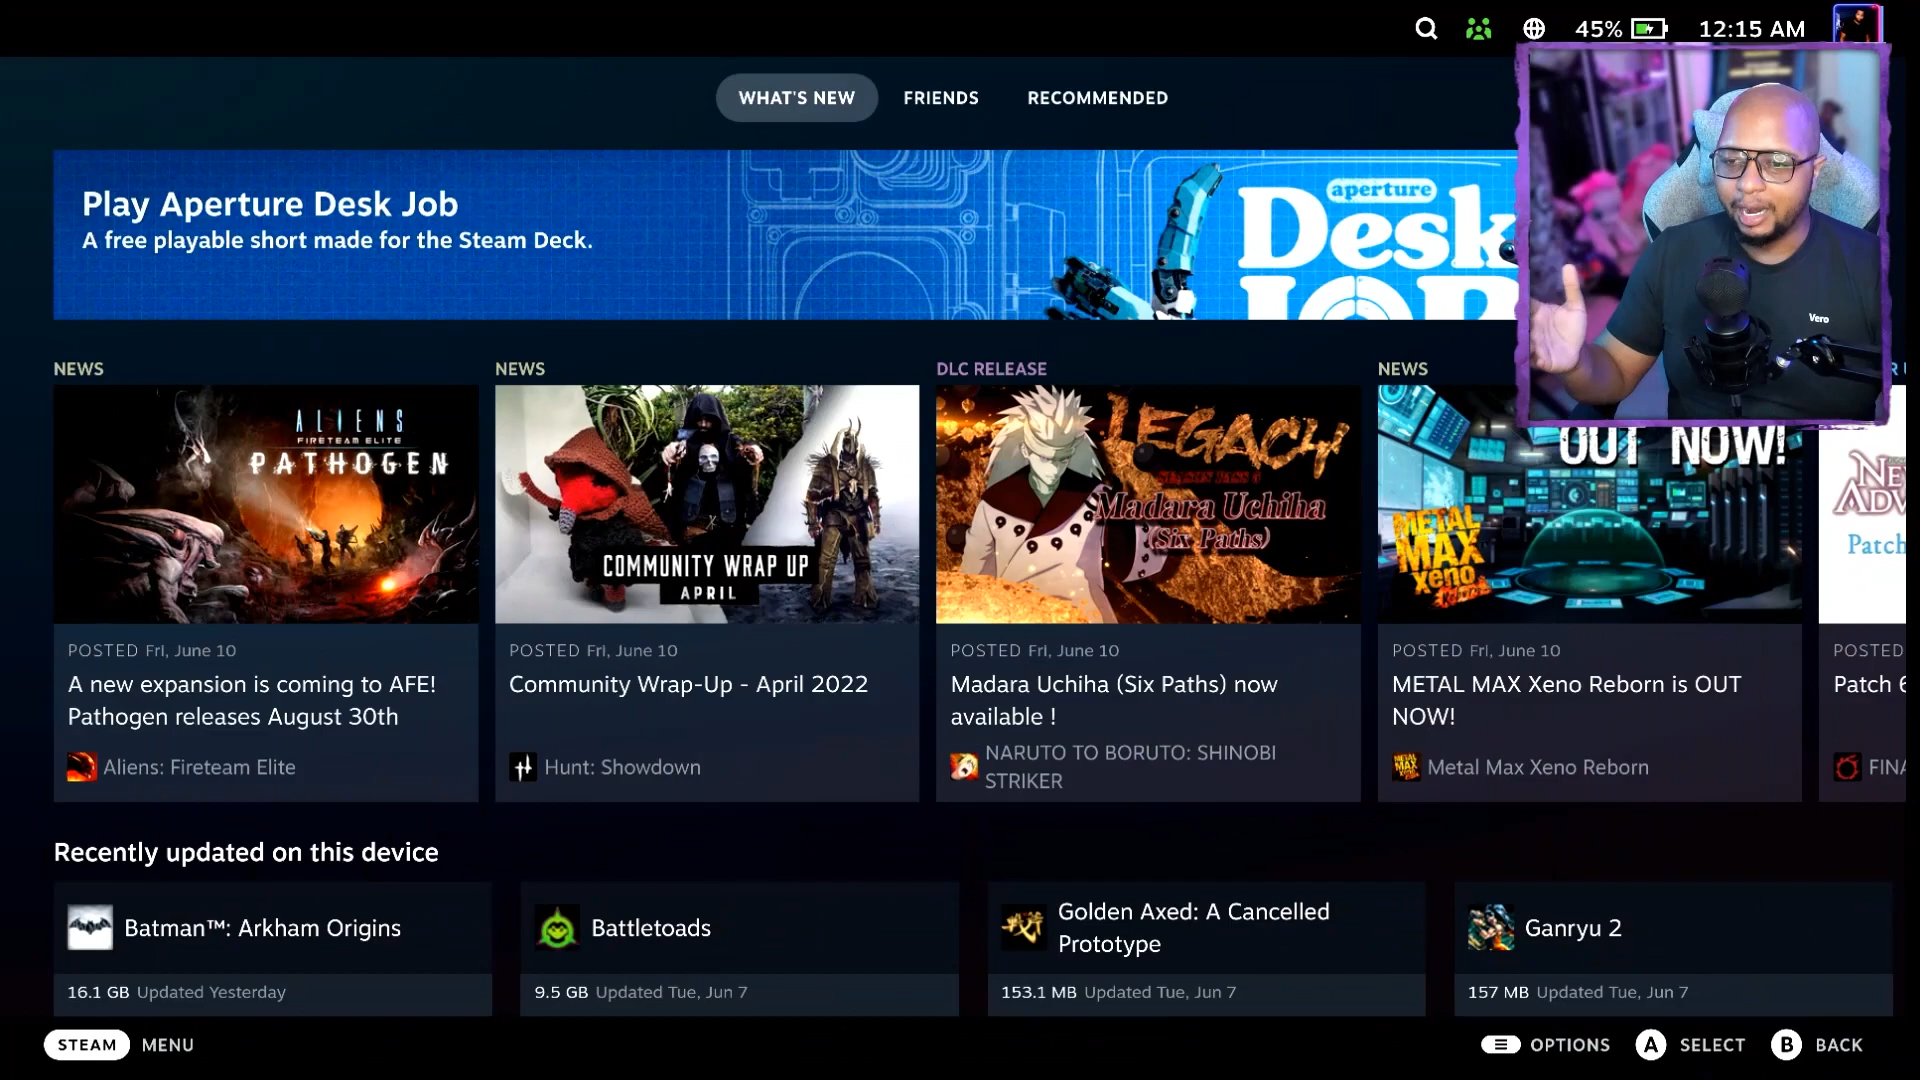 45% 12:15 AM
WHAT'S NEW FRIENDS RECOMMENDED
Play Aperture Desk Job
A free playable short made for the Steam Deck.
aperture
Desk
JOB
Vero
NEWS
ALIENS
FIRETEAM ELITE
PATHOGEN
POSTED Fri, June 10
A new expansion is coming to AFE!
Pathogen releases August 30th
Aliens: Fireteam Elite
NEWS
COMMUNITY WRAP UP
APRIL
POSTED Fri, June 10
Community Wrap-Up - April 2022
Hunt: Showdown
DLC RELEASE
LEGACY
SEASON PASS
Madara Uchiha
(Six Paths)
POSTED Fri, June 10
Madara Uchiha (Six Paths) now
available !
NARUTO TO BORUTO: SHINOBI
STRIKER
NEWS
OUT NOW!
METAL
MAX
Xeno
POSTED Fri, June 10
METAL MAX Xeno Reborn is OUT
NOW!
Metal Max Xeno Reborn
Patch
POSTED
Patch 6
Recently updated on this device
Batman™: Arkham Origins
16.1 GB Updated Yesterday
Battletoads
9.5 GB Updated Tue, Jun 7
Golden Axed: A Cancelled
Prototype
153.1 MB Updated Tue, Jun 7
Ganryu 2
157 MB Updated Tue, Jun 7
STEAM MENU
OPTIONS A SELECT B BACK